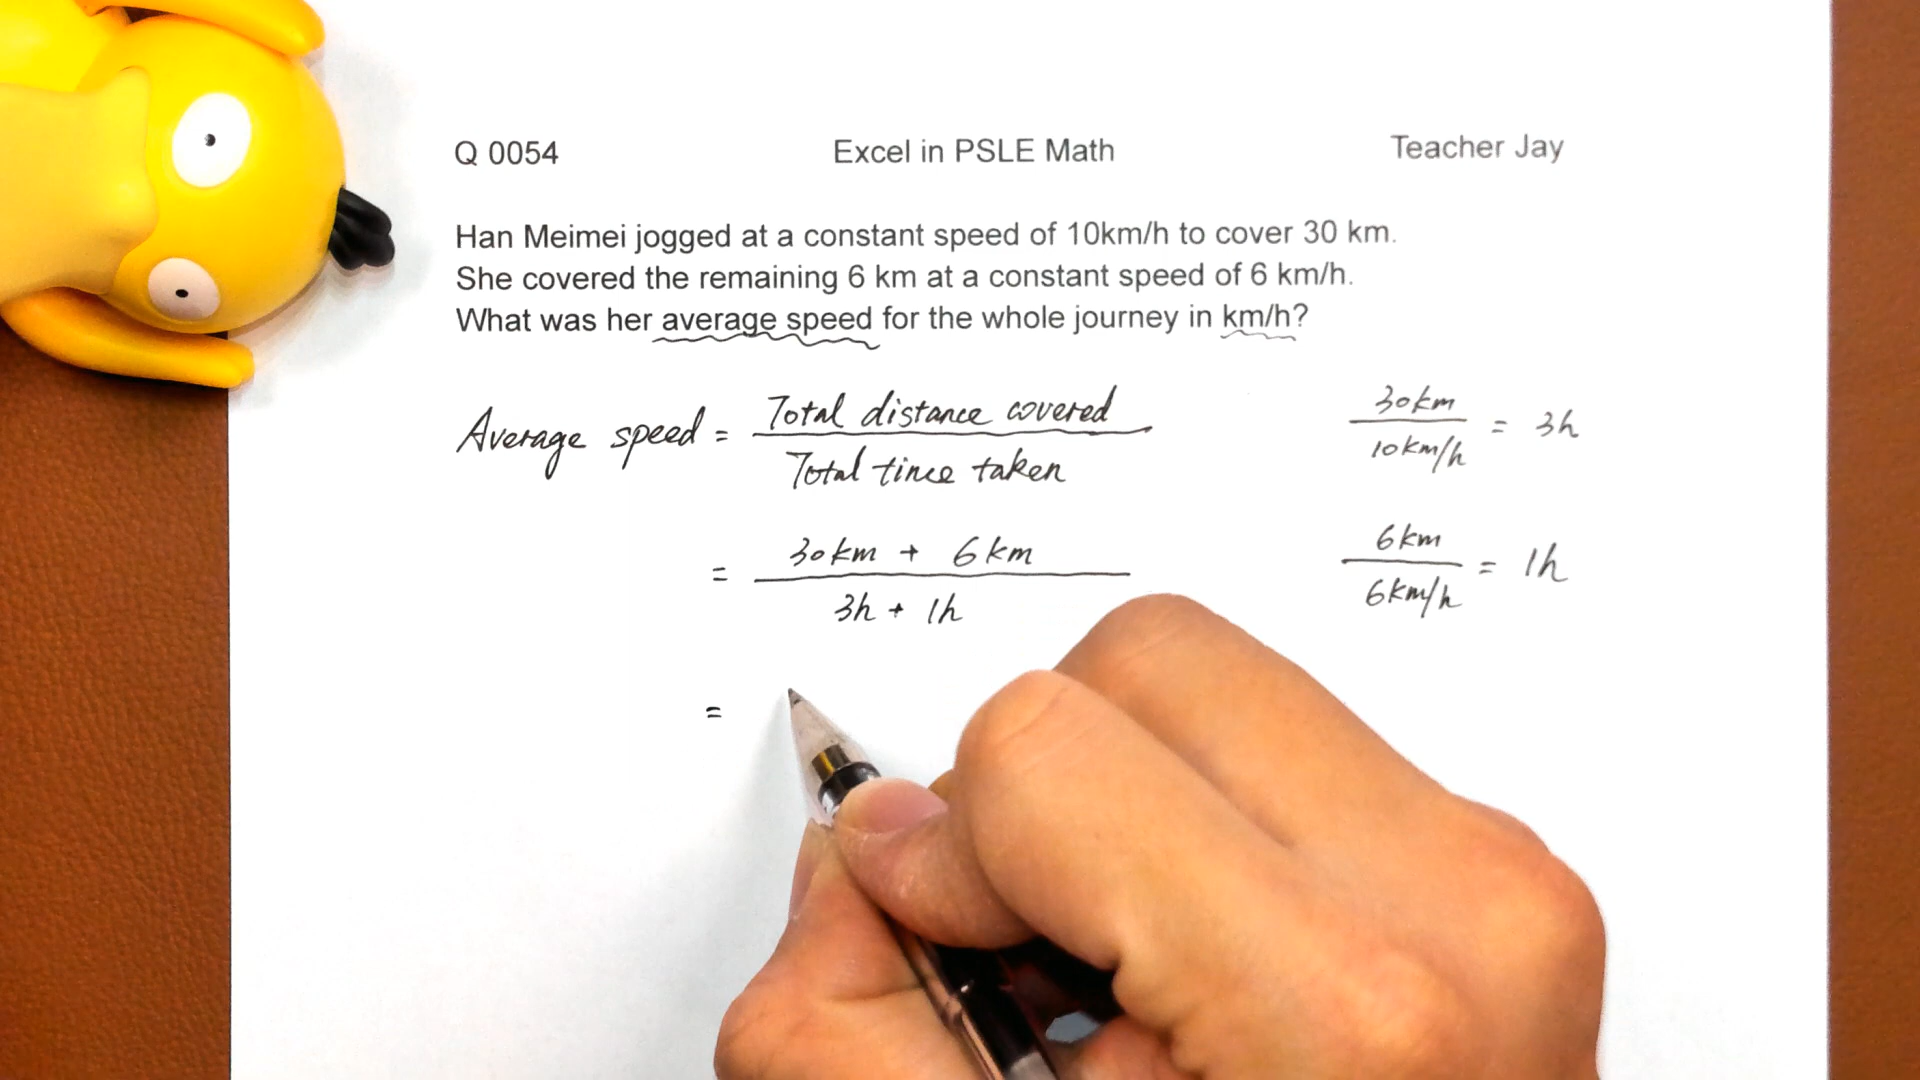 Q 0054 Excel in PSLE Math Teacher Jay
Han Meimei jogged at a constant speed of 10km/h to cover 30 km.
She covered the remaining 6 km at a constant speed of 6 km/h.
What was her average speed for the whole journey in km/h?
Average speed = Total distance covered / Total time taken
30km / 10km/h = 3h
= 30km + 6km / 3h + 1h
6km / 6km/h = 1h
=